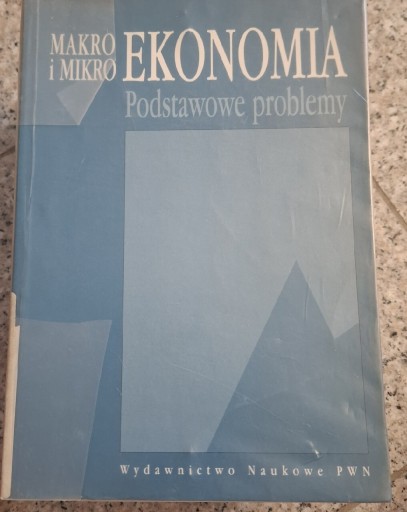 MAKRO
i MIKRO
EKONOMIA
Podstawowe problemy
Wydawnictwo Naukowe PWN